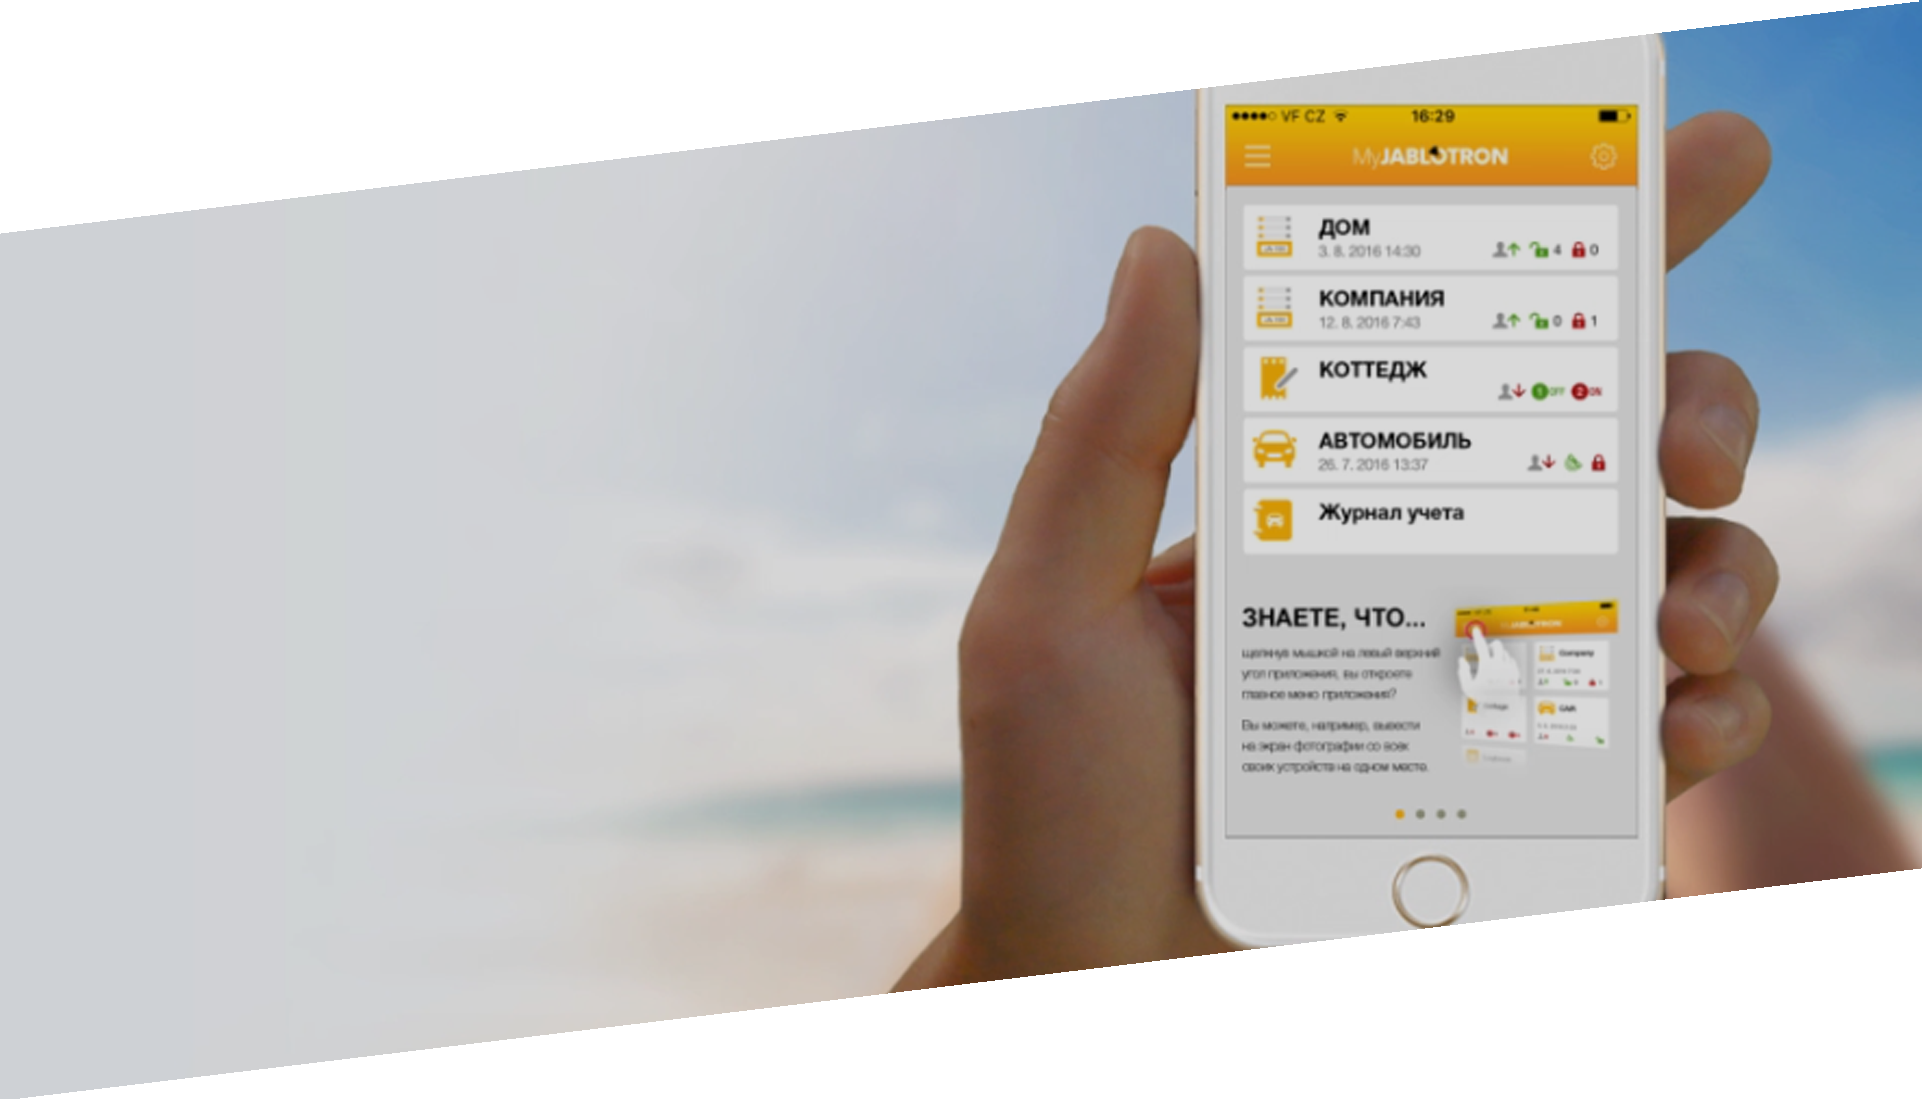 VF CZ 16:29
MyJABLOTRON
ДОМ
3. 8. 2016 14:30
4 0
КОМПАНИЯ
12. 8. 2016 7:43
0 1
КОТТЕДЖ
1 OFF 2 ON
АВТОМОБИЛЬ
26. 7. 2016 13:37
Журнал учета
ЗНАЕТЕ, ЧТО...
щелкнув мышкой на левый верхний
угол приложения, вы откроете
главное меню приложения?
Вы можете, например, вывести
на экран фотографии со всех
своих устройств на одном месте.
Company
Cottage
CAR